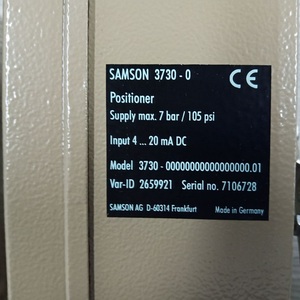 SAMSON 3730 - 0 CE
Positioner
Supply max. 7 bar / 105 psi
Input 4 ... 20 mA DC
Model 3730 - 00000000000000000.01
Var-ID 2659921 Serial no. 7106728
SAMSON AG D-60314 Frankfurt Made in Germany